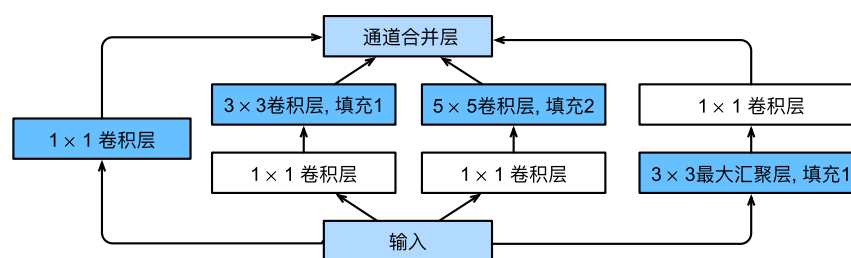 通道合并层
3 × 3卷积层, 填充1
5 × 5卷积层, 填充2
1 × 1 卷积层
1 × 1 卷积层
1 × 1 卷积层
1 × 1 卷积层
3 × 3最大汇聚层, 填充1
输入